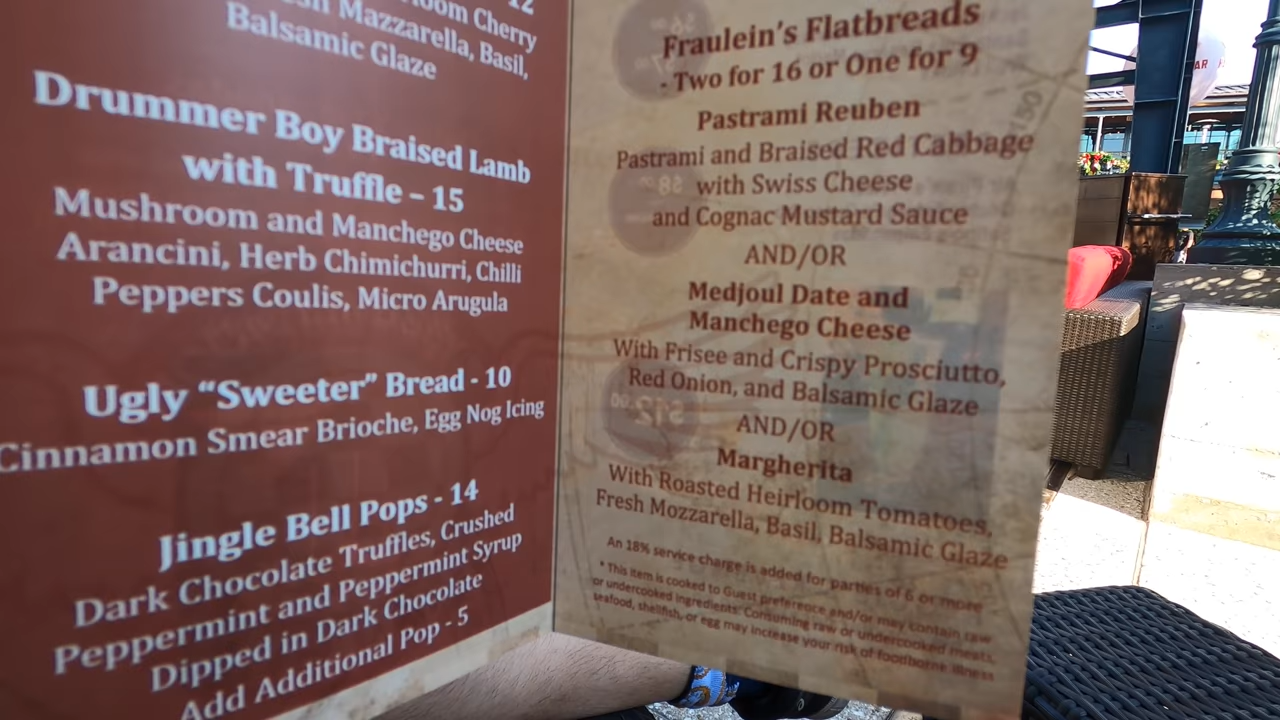 12
loom Cherry
sh Mazzarella, Basil,
Balsamic Glaze
Drummer Boy Braised Lamb
with Truffle – 15
Mushroom and Manchego Cheese
Arancini, Herb Chimichurri, Chilli
Peppers Coulis, Micro Arugula
Ugly “Sweeter” Bread - 10
Cinnamon Smear Brioche, Egg Nog Icing
Jingle Bell Pops - 14
Dark Chocolate Truffles, Crushed
Peppermint and Peppermint Syrup
Dipped in Dark Chocolate
Add Additional Pop - 5
Fraulein’s Flatbreads
- Two for 16 or One for 9
Pastrami Reuben
Pastrami and Braised Red Cabbage
with Swiss Cheese
and Cognac Mustard Sauce
AND/OR
Medjoul Date and
Manchego Cheese
With Frisee and Crispy Prosciutto,
Red Onion, and Balsamic Glaze
AND/OR
Margherita
With Roasted Heirloom Tomatoes,
Fresh Mozzarella, Basil, Balsamic Glaze
An 18% service charge is added for parties of 6 or more
* This item is cooked to Guest preference and/or may contain raw
or undercooked ingredients. Consuming raw or undercooked meats,
seafood, shellfish, or egg may increase your risk of foodborne illness